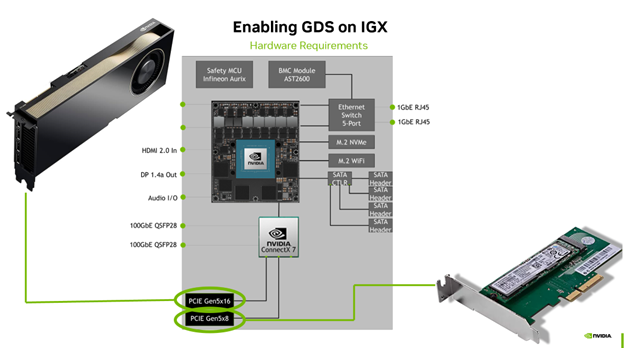 Enabling GDS on IGX
Hardware Requirements
Safety MCU
Infineon Aurix
BMC Module
AST2600
Ethernet
Switch
5-Port
1GbE RJ45
1GbE RJ45
HDMI 2.0 In
DP 1.4a Out
Audio I/O
100GbE QSFP28
100GbE QSFP28
NVIDIA
M.2 NVMe
M.2 WiFi
SATA
CTLR
SATA
Header
SATA
Header
SATA
Header
SATA
Header
NVIDIA
ConnectX 7
PCIE Gen5x16
PCIE Gen5x8
NVIDIA